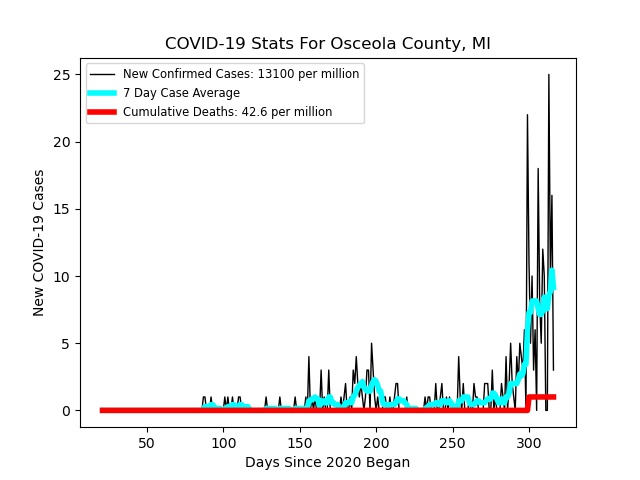 COVID-19 Stats For Osceola County, MI
New Confirmed Cases: 13100 per million
7 Day Case Average
Cumulative Deaths: 42.6 per million
New COVID-19 Cases
25
20
15
10
5
0
50 100 150 200 250 300
Days Since 2020 Began